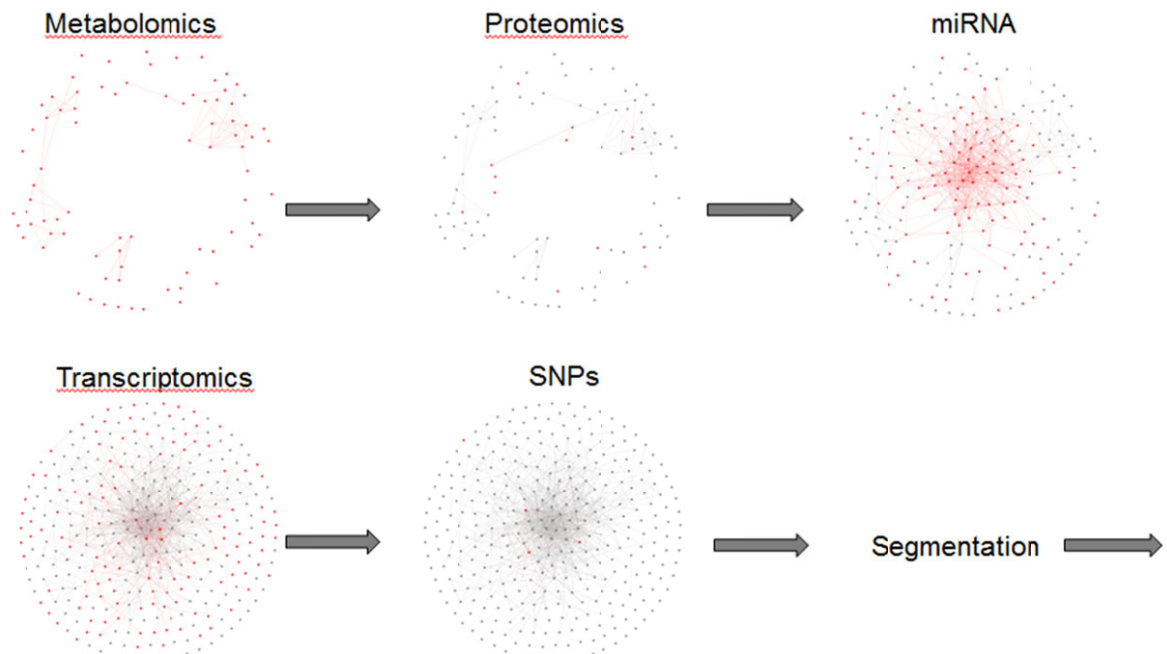 Metabolomics
Proteomics
miRNA
Transcriptomics
SNPs
Segmentation